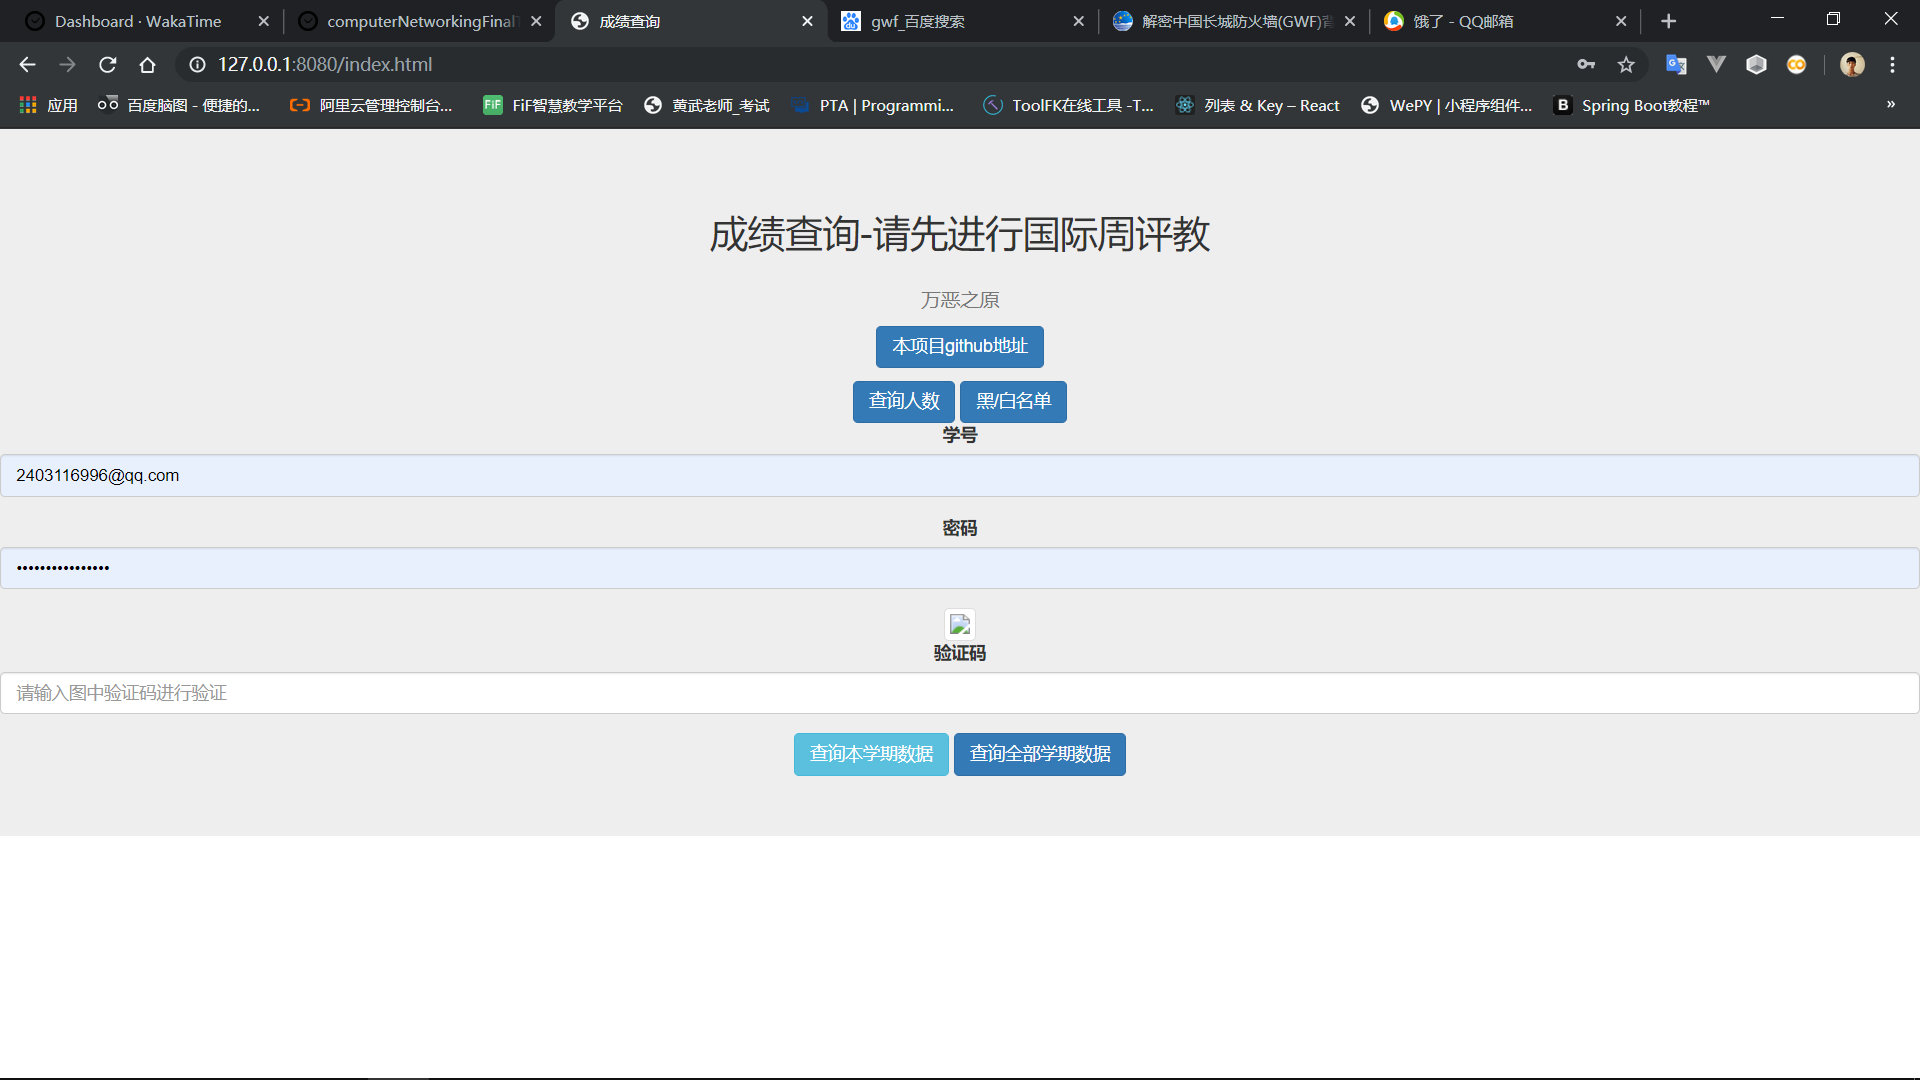 Dashboard · WakaTime
computerNetworkingFinal
成绩查询
gwf_百度搜索
解密中国长城防火墙(GWF)背
饿了 - QQ邮箱
127.0.0.1:8080/index.html
应用
百度脑图 - 便捷的...
阿里云管理控制台...
FiF
FiF智慧教学平台
黄武老师_考试
PTA | Programmi...
ToolFK在线工具 -T...
列表 & Key – React
WePY | 小程序组件...
B
Spring Boot教程™
»
成绩查询-请先进行国际周评教
万恶之原
本项目github地址
查询人数
黑/白名单
学号
2403116996@qq.com
密码
••••••••••••••••
验证码
请输入图中验证码进行验证
查询本学期数据
查询全部学期数据